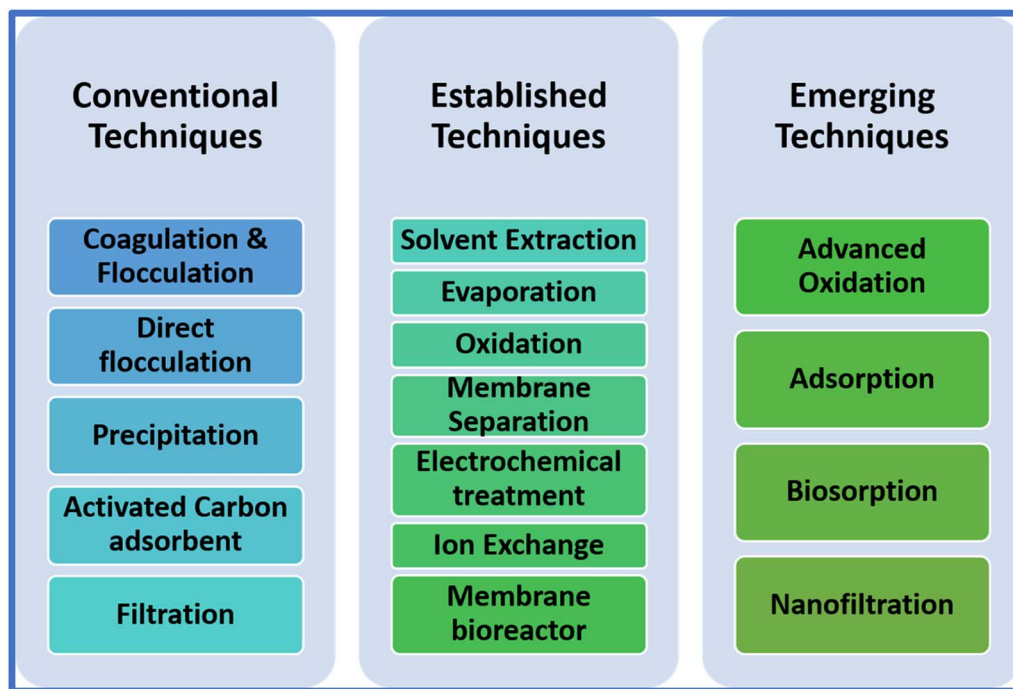 Conventional
Techniques
Coagulation &
Flocculation
Direct
flocculation
Precipitation
Activated Carbon
adsorbent
Filtration
Established
Techniques
Solvent Extraction
Evaporation
Oxidation
Membrane
Separation
Electrochemical
treatment
Ion Exchange
Membrane
bioreactor
Emerging
Techniques
Advanced
Oxidation
Adsorption
Biosorption
Nanofiltration